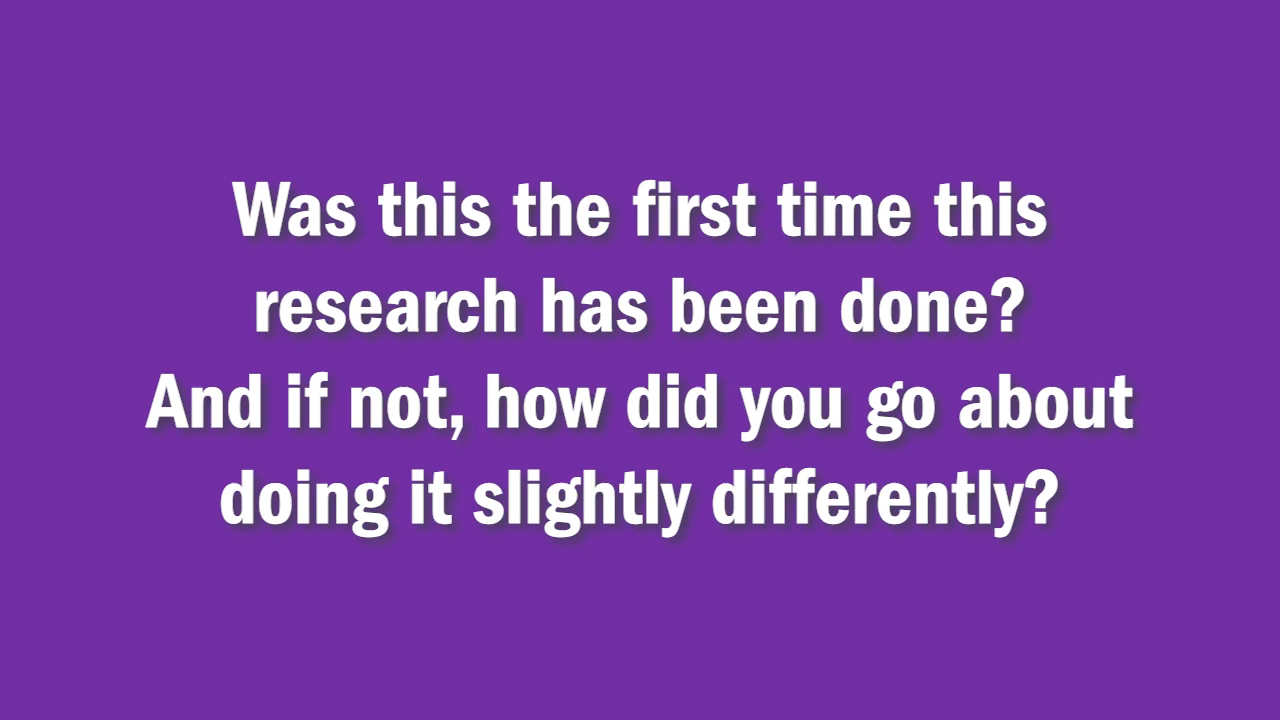 Was this the first time this
research has been done?
And if not, how did you go about
doing it slightly differently?